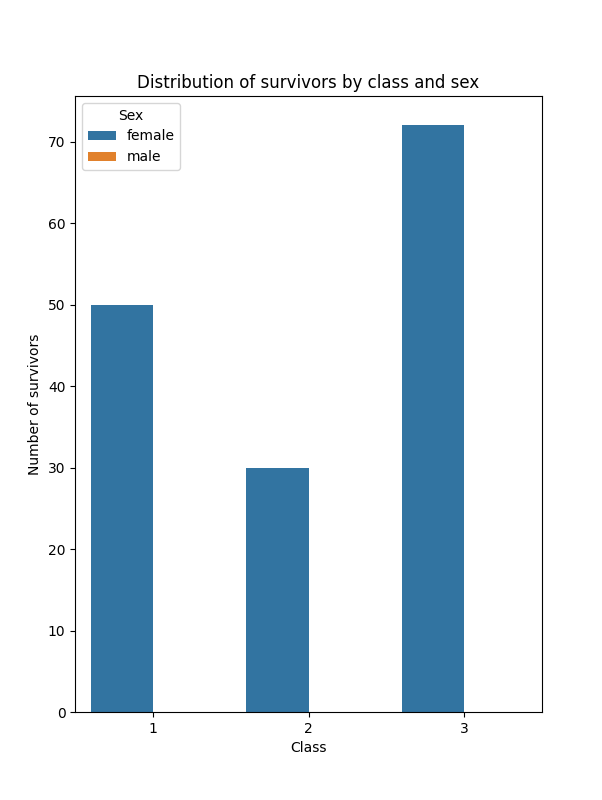 Distribution of survivors by class and sex
Sex
female
male
70
60
50
40
30
20
10
0
Number of survivors
1
2
3
Class